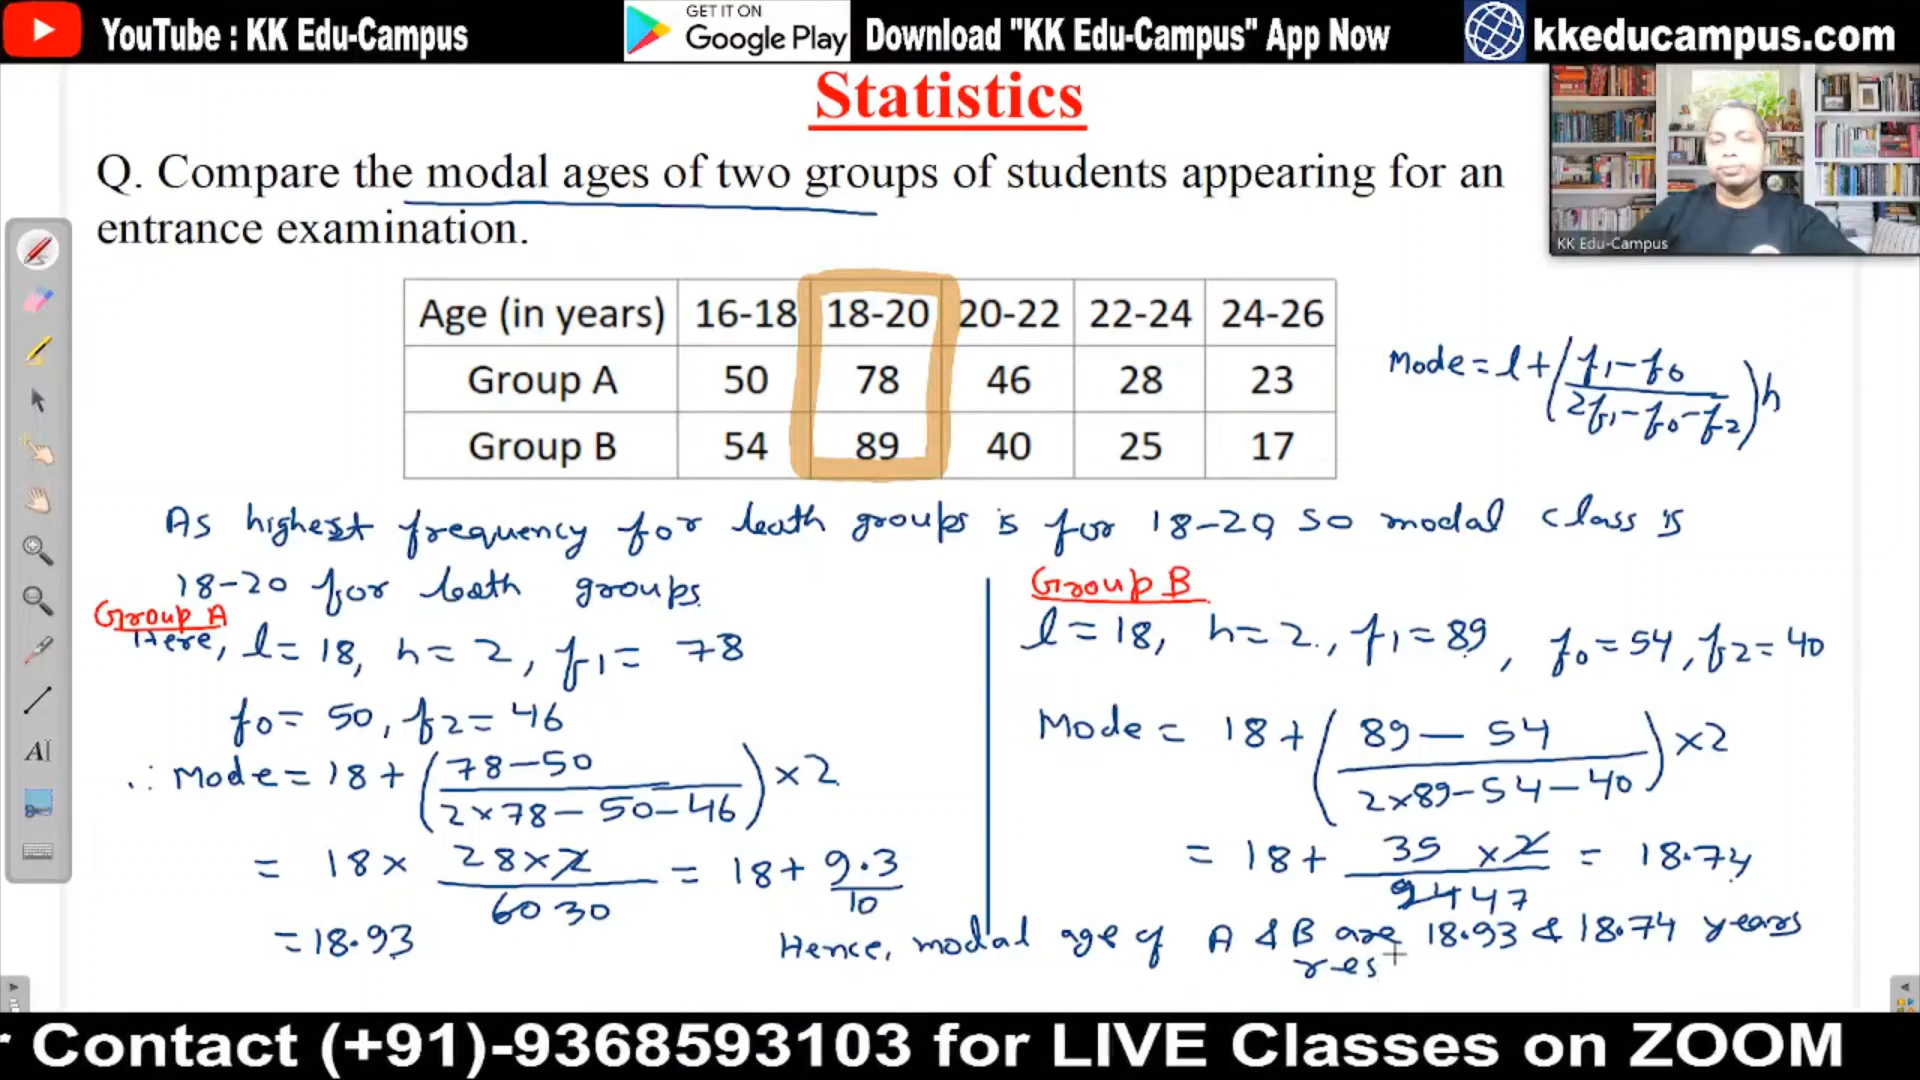 YouTube : KK Edu-Campus GET IT ON Google Play Download "KK Edu-Campus" App Now kkeducampus.com
Statistics
Q. Compare the modal ages of two groups of students appearing for an
entrance examination.
KK Edu-Campus
Age (in years) 16-18 18-20 20-22 22-24 24-26
Group A 50 78 46 28 23
Group B 54 89 40 25 17
Mode = l + ( (f1 - f0) / (2f1 - f0 - f2) ) h
As highest frequency for both groups is for 18-20 so modal class is
18-20 for both groups.
Group A
Here, l = 18, h = 2, f1 = 78
f0 = 50, f2 = 46
∴ Mode = 18 + ( (78 - 50) / (2×78 - 50 - 46) ) × 2
= 18 × (28 × 2) / 60 30 = 18 + 9.3 / 10
= 18.93
Group B
l = 18, h = 2, f1 = 89, f0 = 54, f2 = 40
Mode = 18 + ( (89 - 54) / (2×89 - 54 - 40) ) × 2
= 18 + (35 × 2) / 94 47 = 18.74
Hence, modal age of A & B are 18.93 & 18.74 years
res
AI
Contact (+91)-9368593103 for LIVE Classes on ZOOM